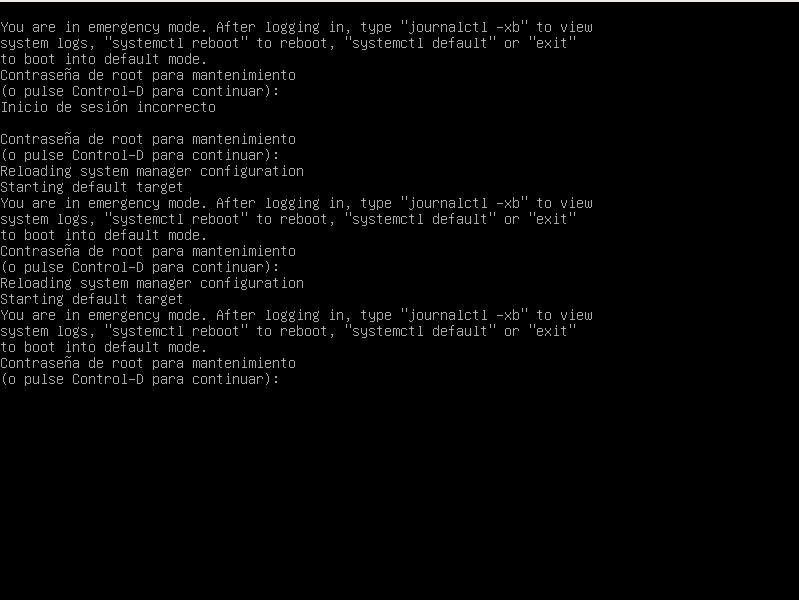 You are in emergency mode. After logging in, type "journalctl -xb" to view
system logs, "systemctl reboot" to reboot, "systemctl default" or "exit"
to boot into default mode.
Contraseña de root para mantenimiento
(o pulse Control-D para continuar):
Inicio de sesión incorrecto
Contraseña de root para mantenimiento
(o pulse Control-D para continuar):
Reloading system manager configuration
Starting default target
You are in emergency mode. After logging in, type "journalctl -xb" to view
system logs, "systemctl reboot" to reboot, "systemctl default" or "exit"
to boot into default mode.
Contraseña de root para mantenimiento
(o pulse Control-D para continuar):
Reloading system manager configuration
Starting default target
You are in emergency mode. After logging in, type "journalctl -xb" to view
system logs, "systemctl reboot" to reboot, "systemctl default" or "exit"
to boot into default mode.
Contraseña de root para mantenimiento
(o pulse Control-D para continuar):